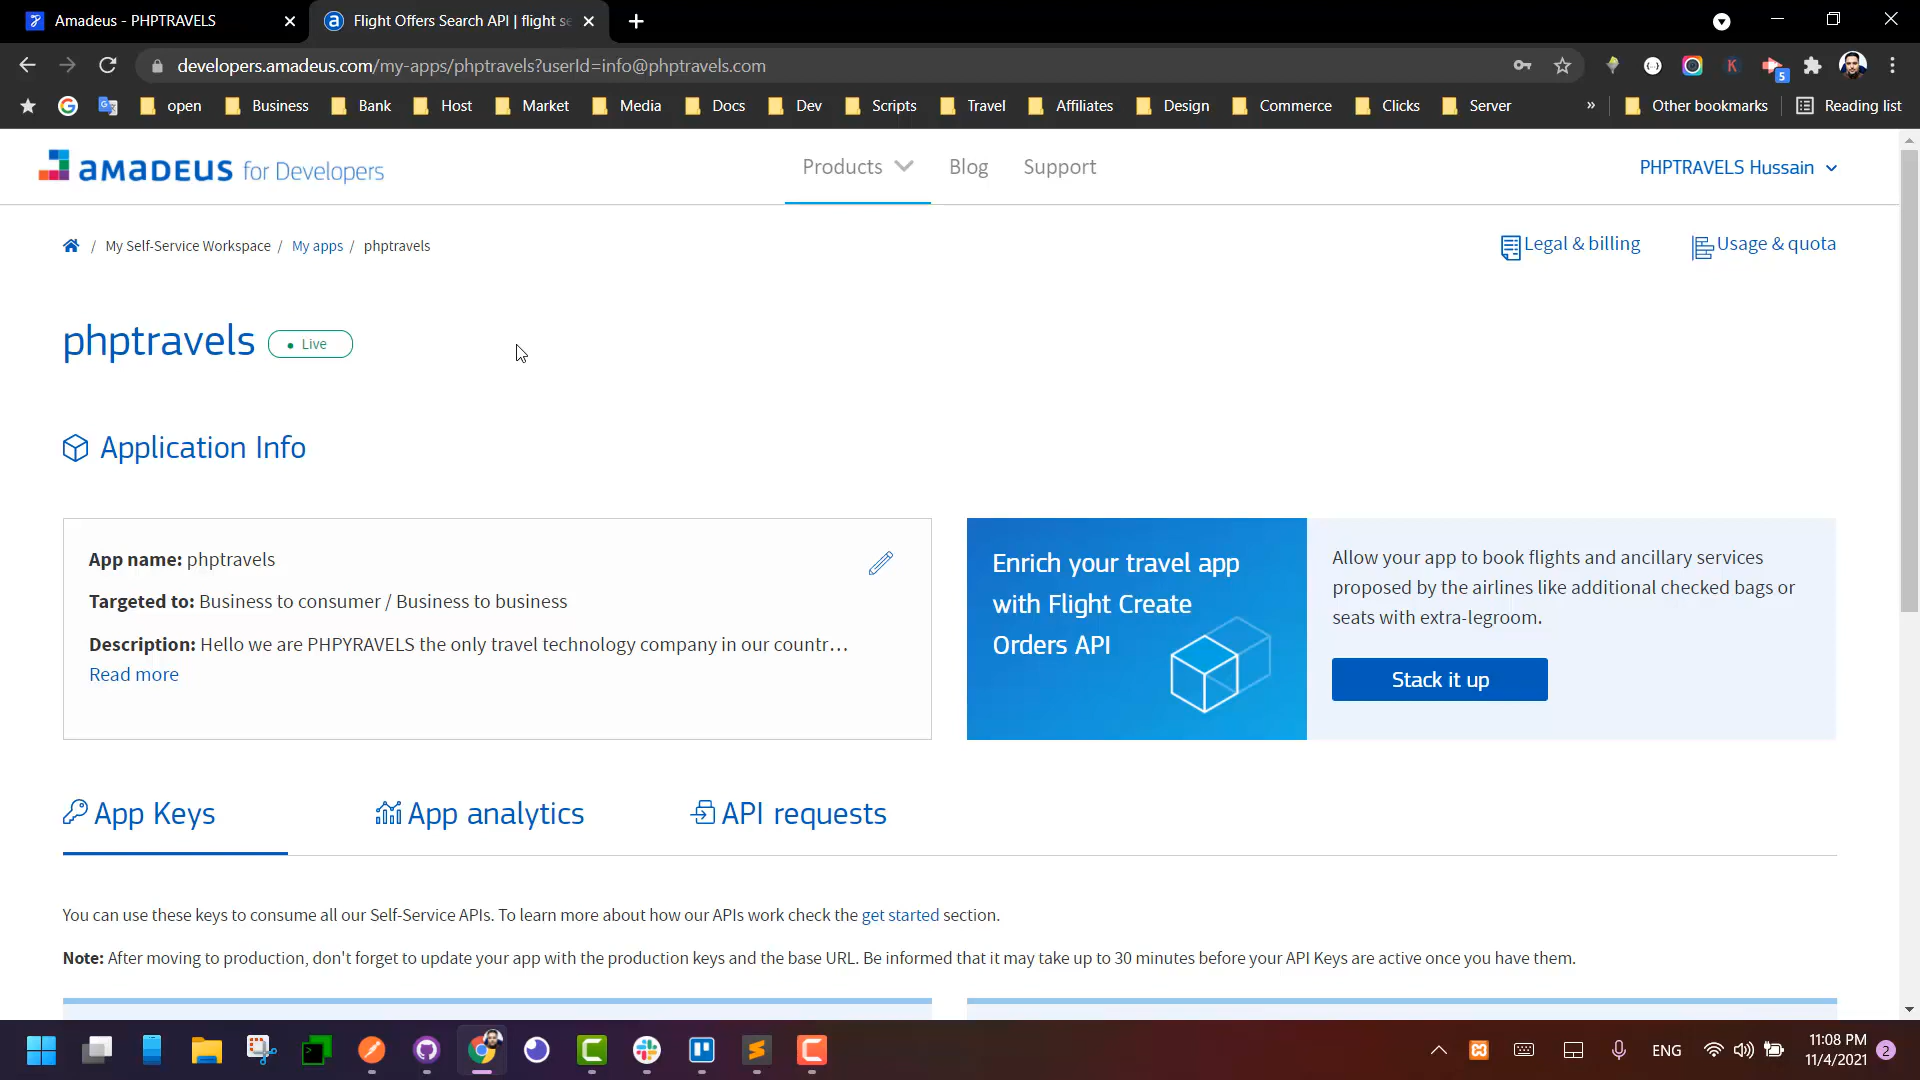 Amadeus - PHPTRAVELS
Flight Offers Search API | flight se
developers.amadeus.com/my-apps/phptravels?userId=info@phptravels.com
K
5
open
Business
Bank
Host
Market
Media
Docs
Dev
Scripts
Travel
Affiliates
Design
Commerce
Clicks
Server
»
Other bookmarks
Reading list
amadeus for Developers
Products
Blog
Support
PHPTRAVELS Hussain
/ My Self-Service Workspace / My apps / phptravels
Legal & billing
Usage & quota
phptravels
Live
Application Info
App name: phptravels
Targeted to: Business to consumer / Business to business
Description: Hello we are PHPYRAVELS the only travel technology company in our countr...
Read more
Enrich your travel app
with Flight Create
Orders API
Allow your app to book flights and ancillary services
proposed by the airlines like additional checked bags or
seats with extra-legroom.
Stack it up
App Keys
App analytics
API requests
You can use these keys to consume all our Self-Service APIs. To learn more about how our APIs work check the get started section.
Note: After moving to production, don't forget to update your app with the production keys and the base URL. Be informed that it may take up to 30 minutes before your API Keys are active once you have them.
ENG
11:08 PM
11/4/2021
2